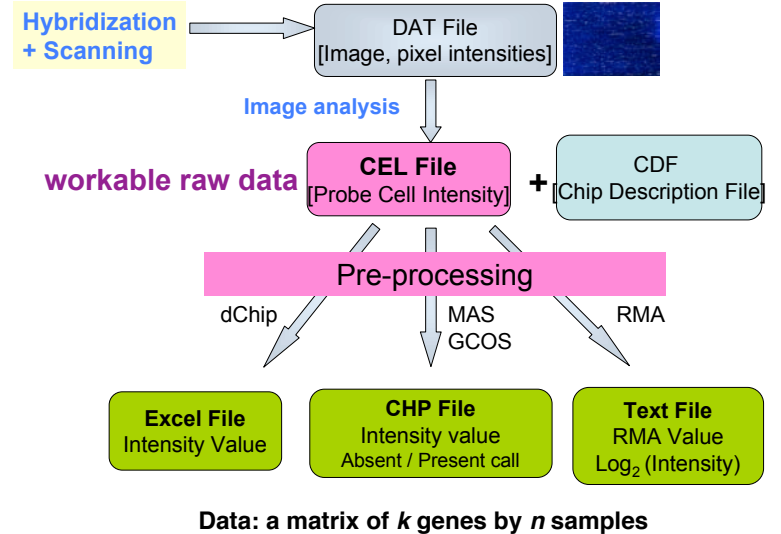 Hybridization
+ Scanning
DAT File
[Image, pixel intensities]
Image analysis
workable raw data
CEL File
[Probe Cell Intensity]
+
CDF
[Chip Description File]
Pre-processing
dChip
MAS
GCOS
RMA
Excel File
Intensity Value
CHP File
Intensity value
Absent / Present call
Text File
RMA Value
Log₂ (Intensity)
Data: a matrix of k genes by n samples